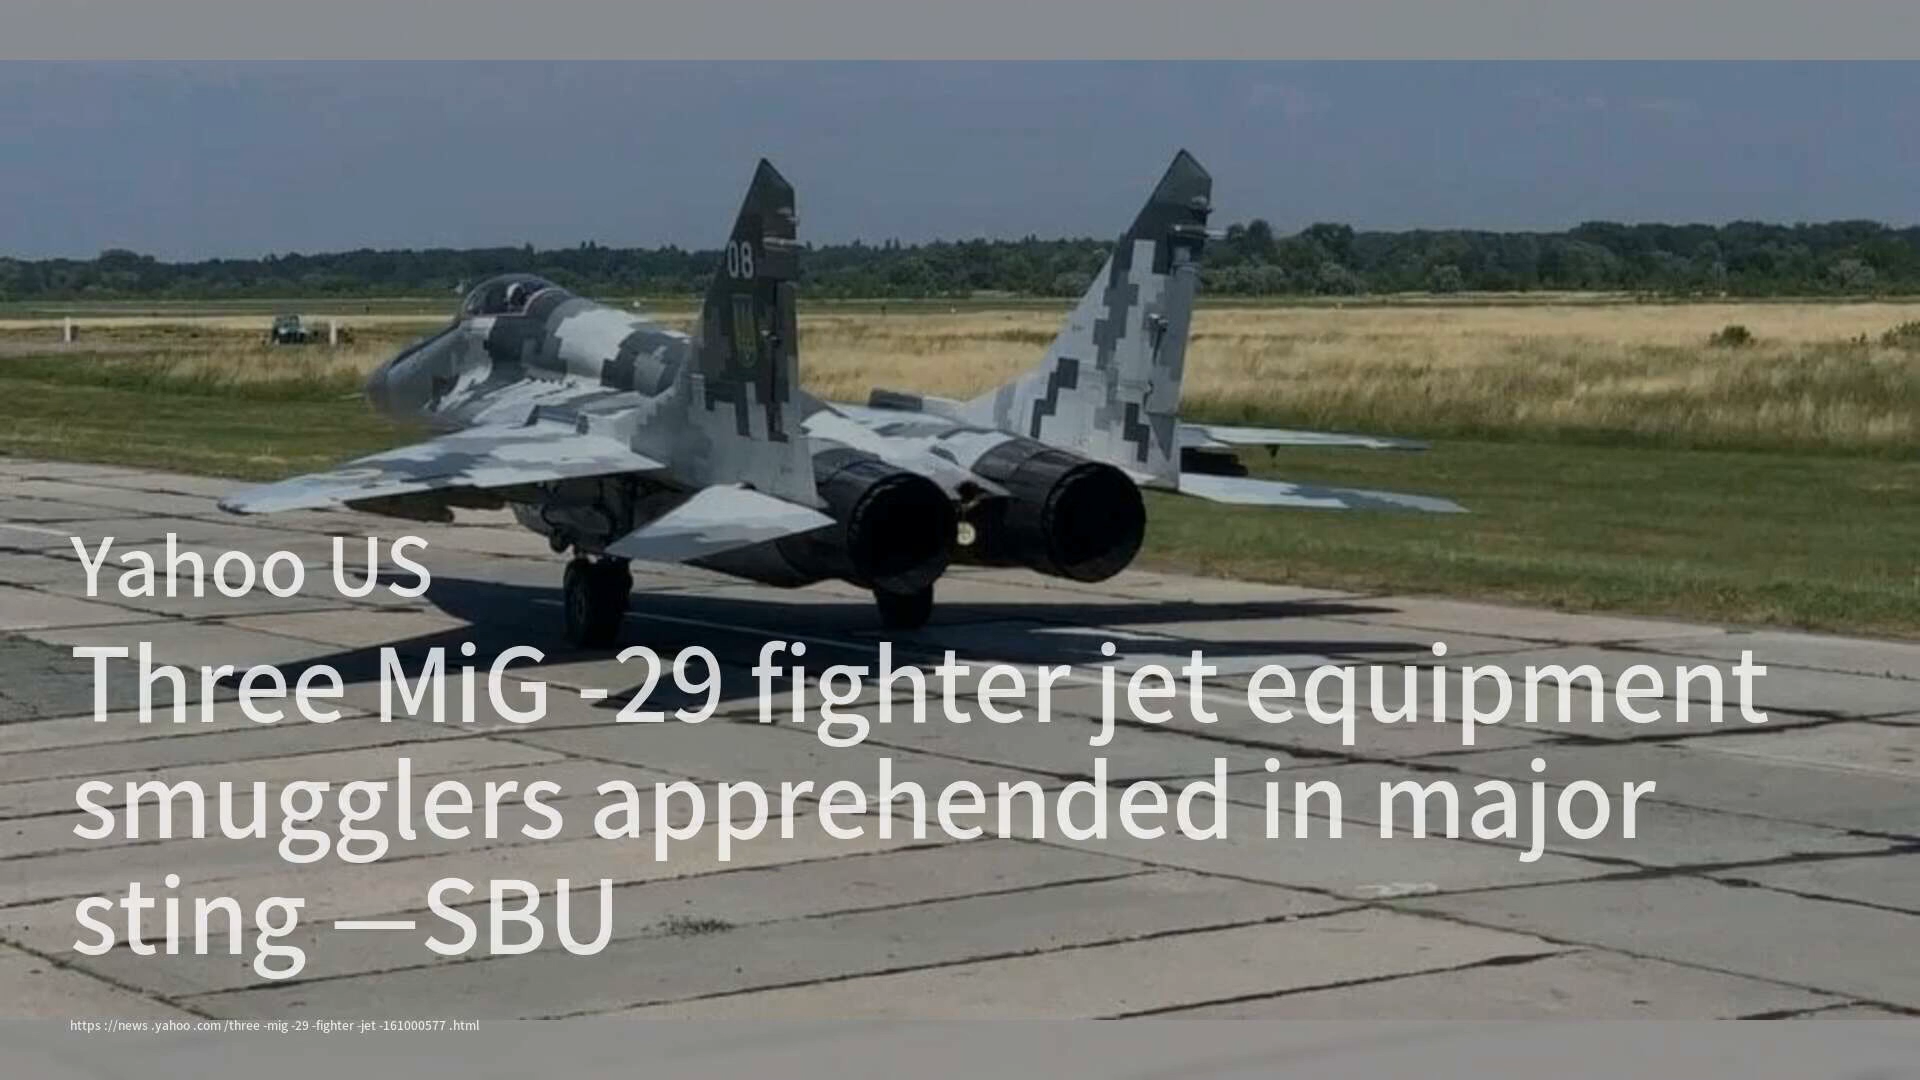 08
Yahoo US
Three MiG -29 fighter jet equipment
smugglers apprehended in major
sting —SBU
https ://news .yahoo .com /three -mig -29 -fighter -jet -161000577 .html